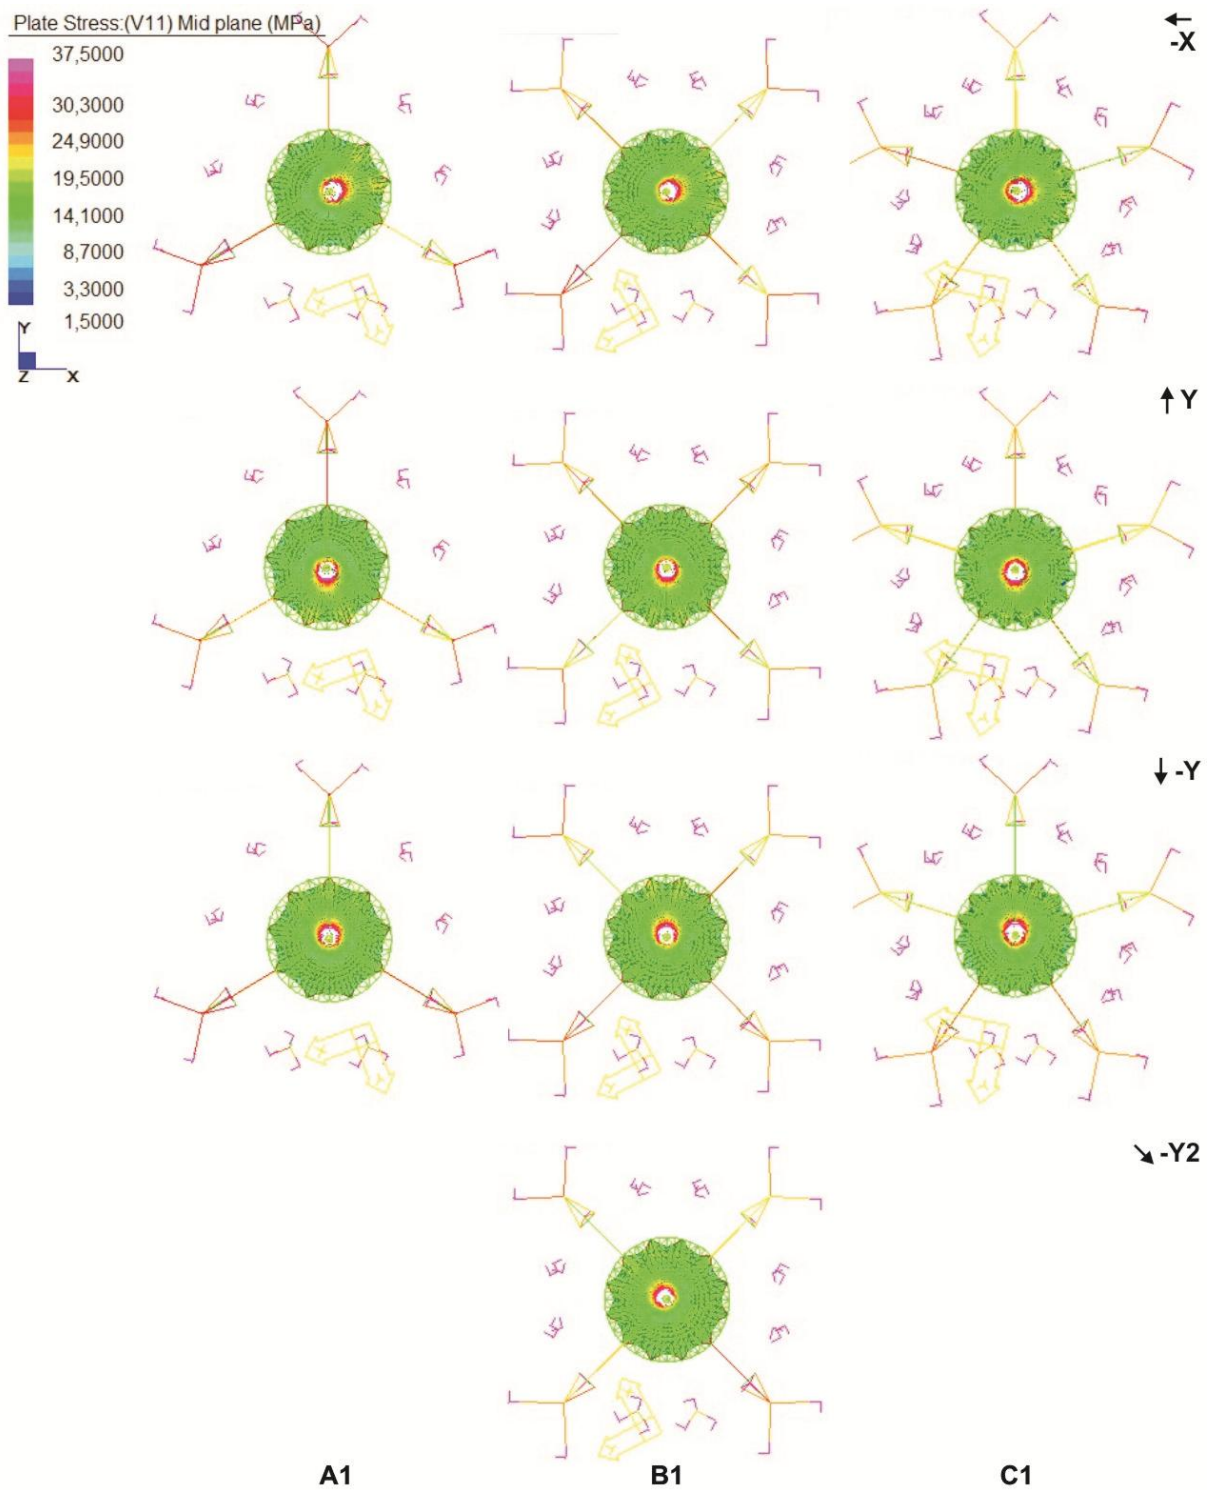 Plate Stress:(V11) Mid plane (MPa)
37,5000
30,3000
24,9000
19,5000
14,1000
8,7000
3,3000
1,5000
Y
Z X
-X
Y
-Y
-Y2
A1 B1 C1